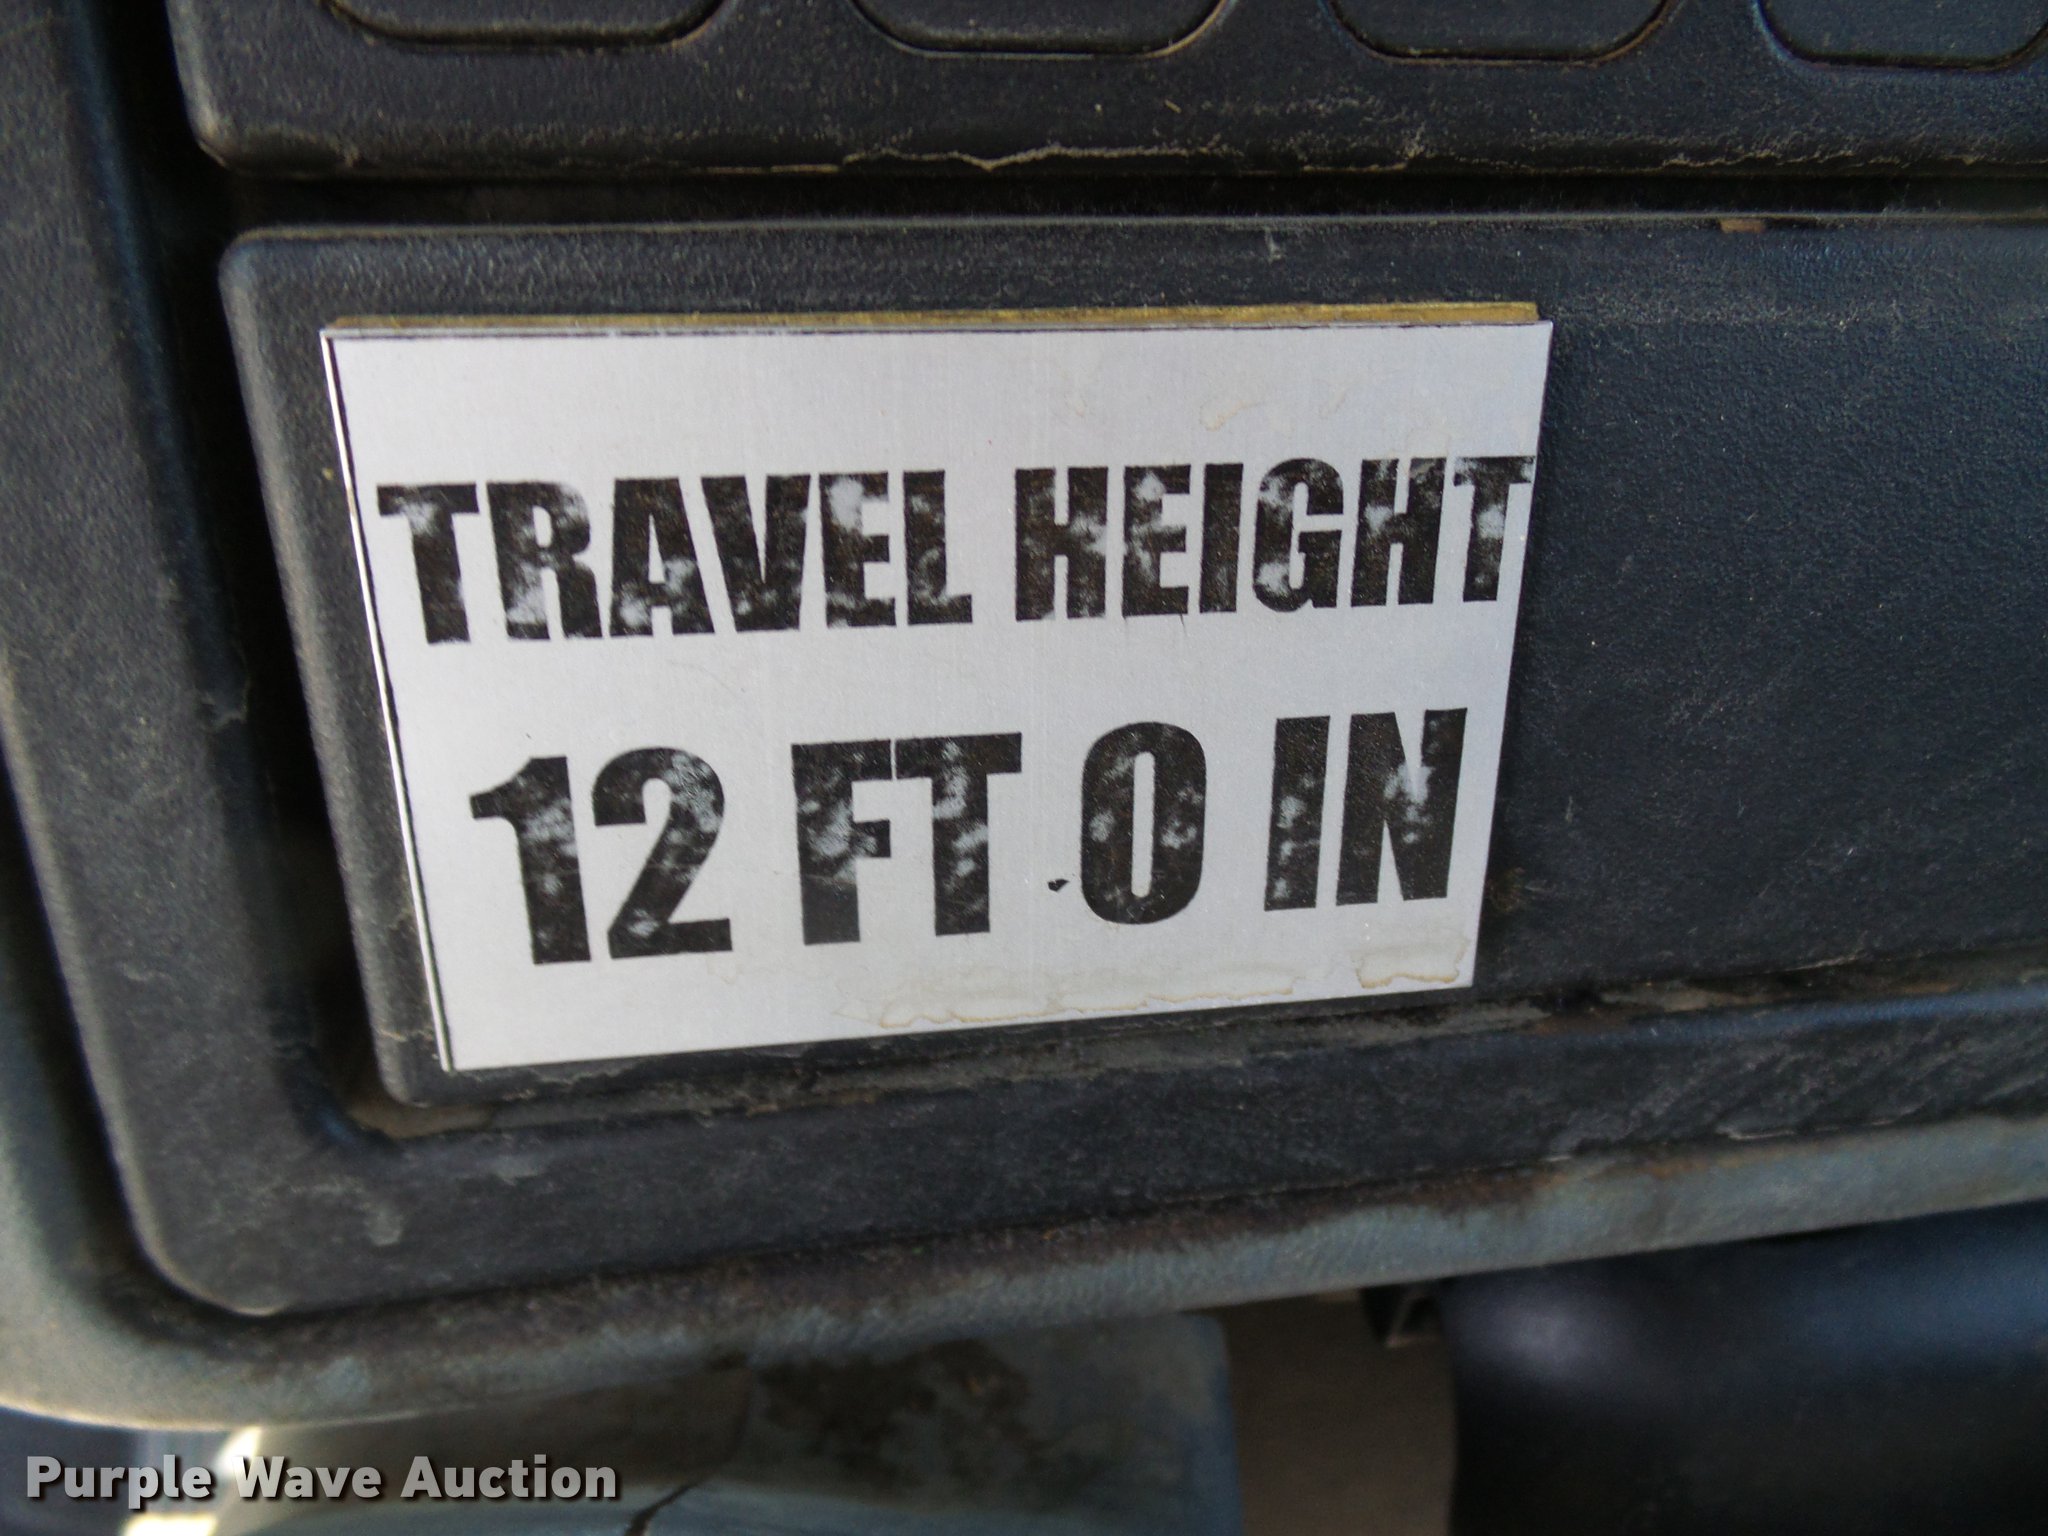 TRAVEL HEIGHT
12 FT 0 IN
Purple Wave Auction